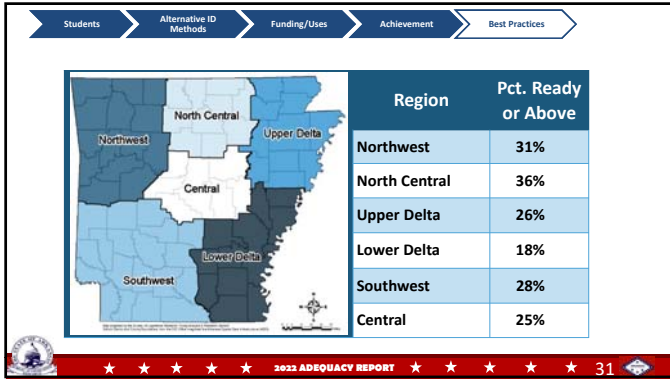 Students
Alternative ID
Methods
Funding/Uses
Achievement
Best Practices
North Central
Northwest
Upper Delta
Central
Lower Delta
Southwest
Region
Pct. Ready
or Above
Northwest 31%
North Central 36%
Upper Delta 26%
Lower Delta 18%
Southwest 28%
Central 25%
2022 ADEQUACY REPORT
31